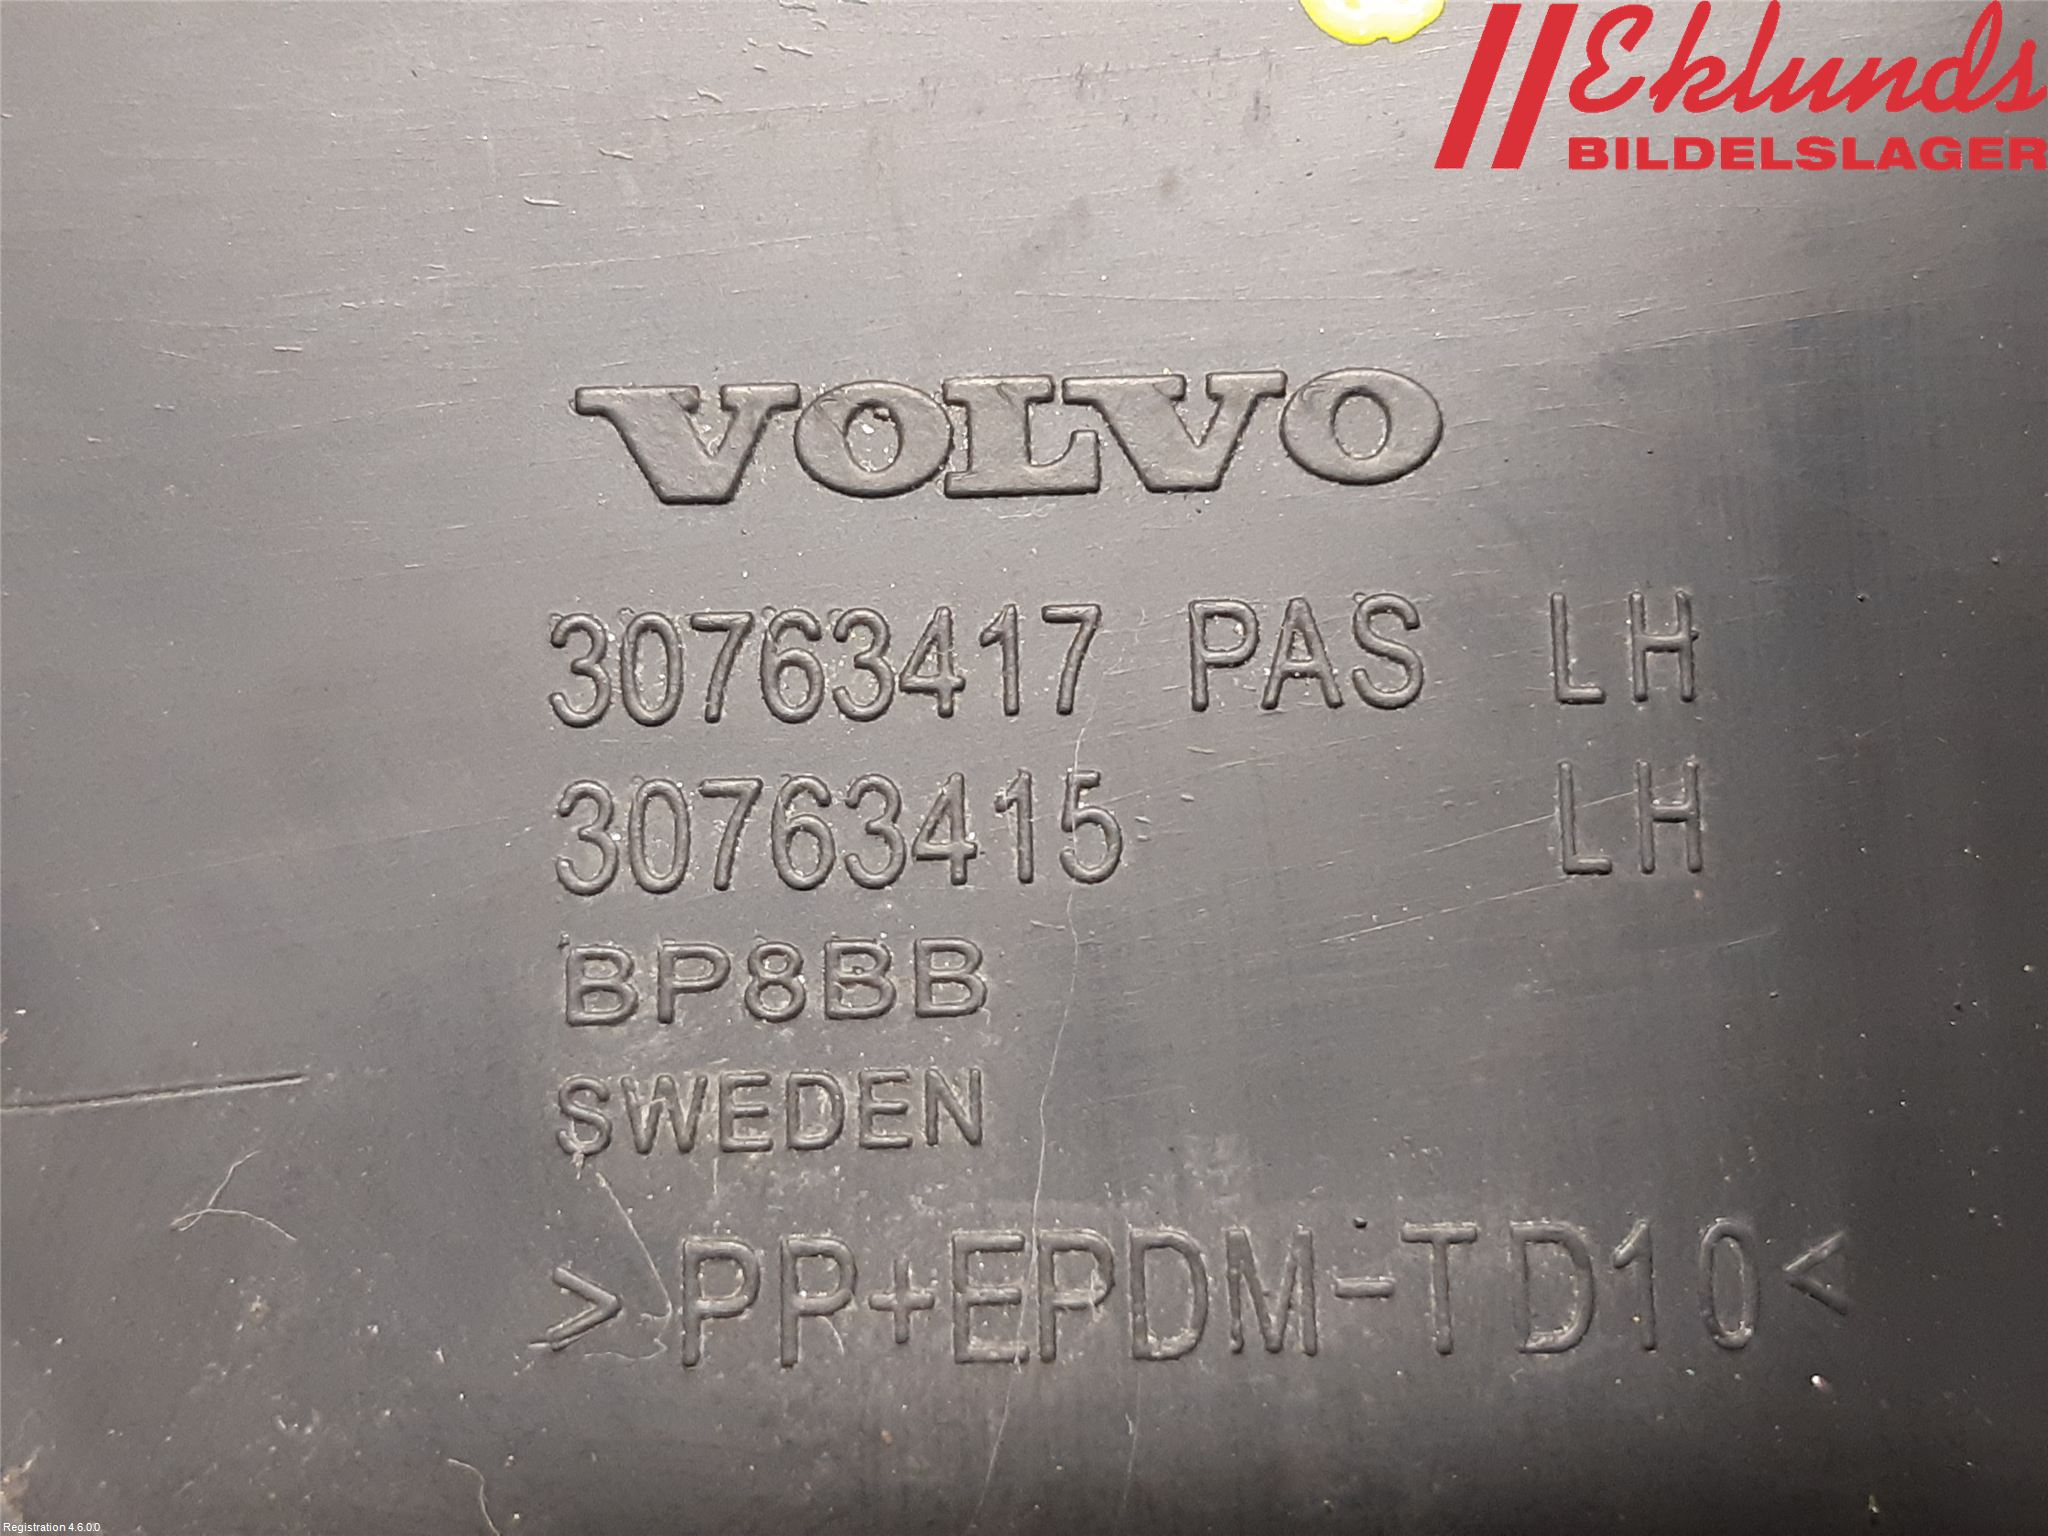 Eklunds
BILDELSLAGER
VOLVO
30763417 PAS LH
30763415 LH
BP8BB
SWEDEN
>PP+EPDM-TD10<
Registration 4.6.0.0